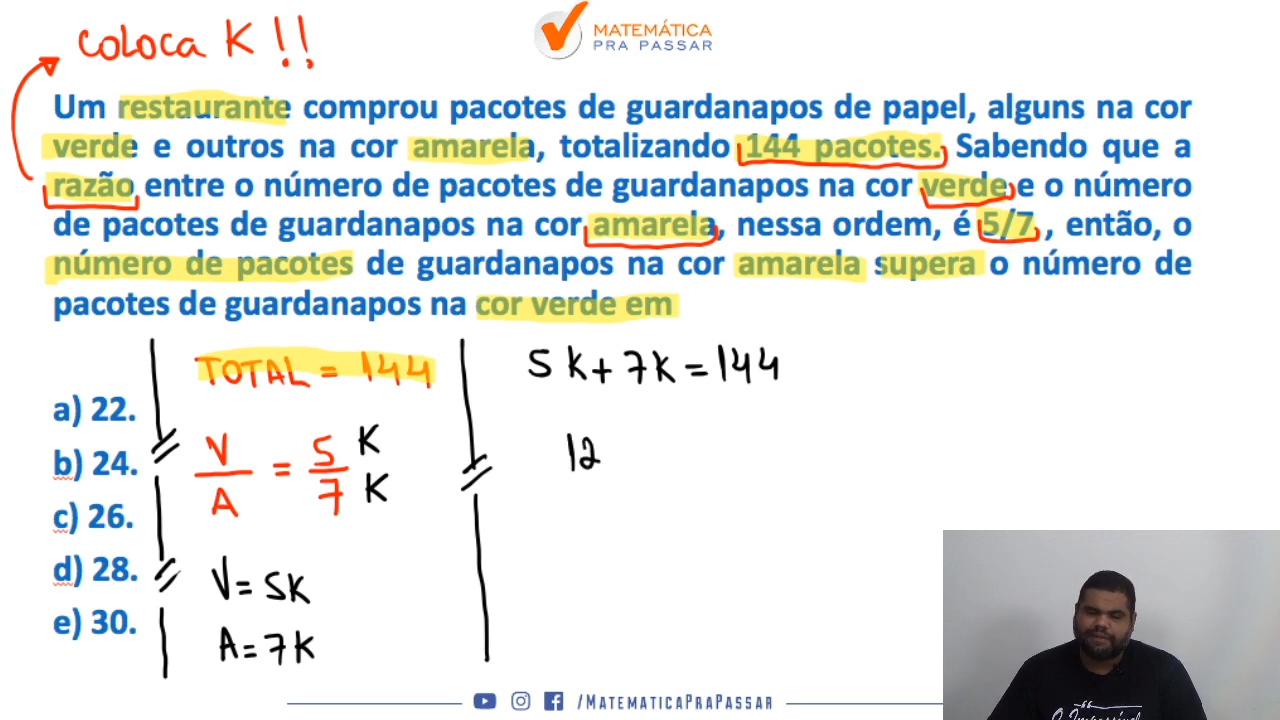 COLOCA K !!
MATEMÁTICA
PRA PASSAR
Um restaurante comprou pacotes de guardanapos de papel, alguns na cor
verde e outros na cor amarela, totalizando 144 pacotes. Sabendo que a
razão entre o número de pacotes de guardanapos na cor verde e o número
de pacotes de guardanapos na cor amarela, nessa ordem, é 5/7 , então, o
número de pacotes de guardanapos na cor amarela supera o número de
pacotes de guardanapos na cor verde em
a) 22.
b) 24.
c) 26.
d) 28.
e) 30.
TOTAL = 144
V/A = 5K/7K
V = 5K
A = 7K
5K + 7K = 144
12
/MATEMATICAPRAPASSAR